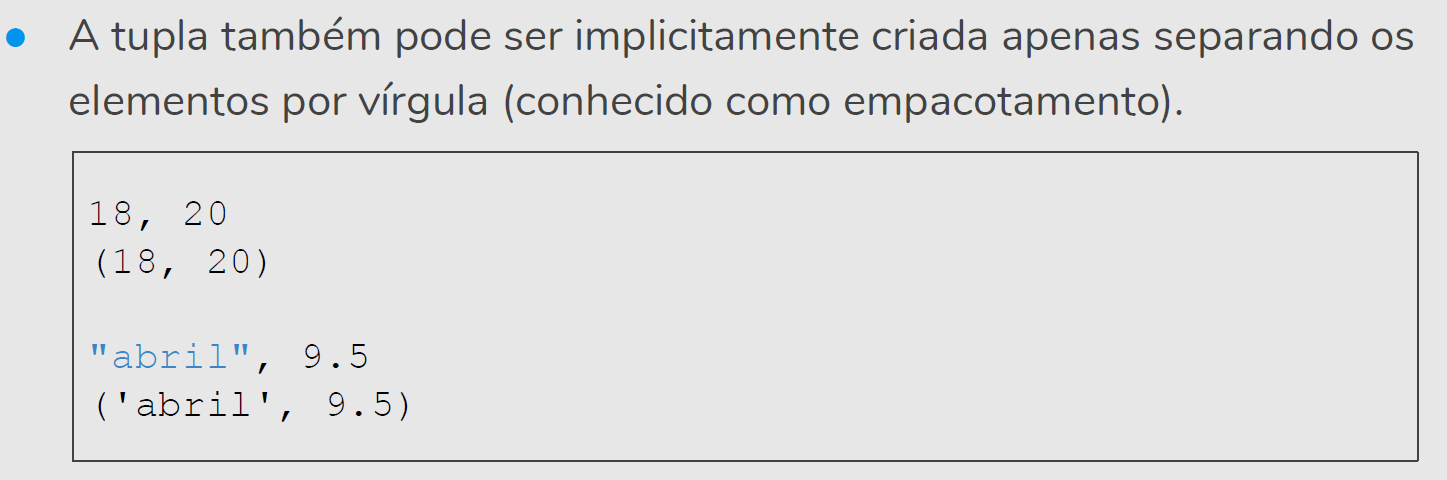 A tupla também pode ser implicitamente criada apenas separando os
elementos por vírgula (conhecido como empacotamento).
18, 20
(18, 20)
"abril", 9.5
('abril', 9.5)